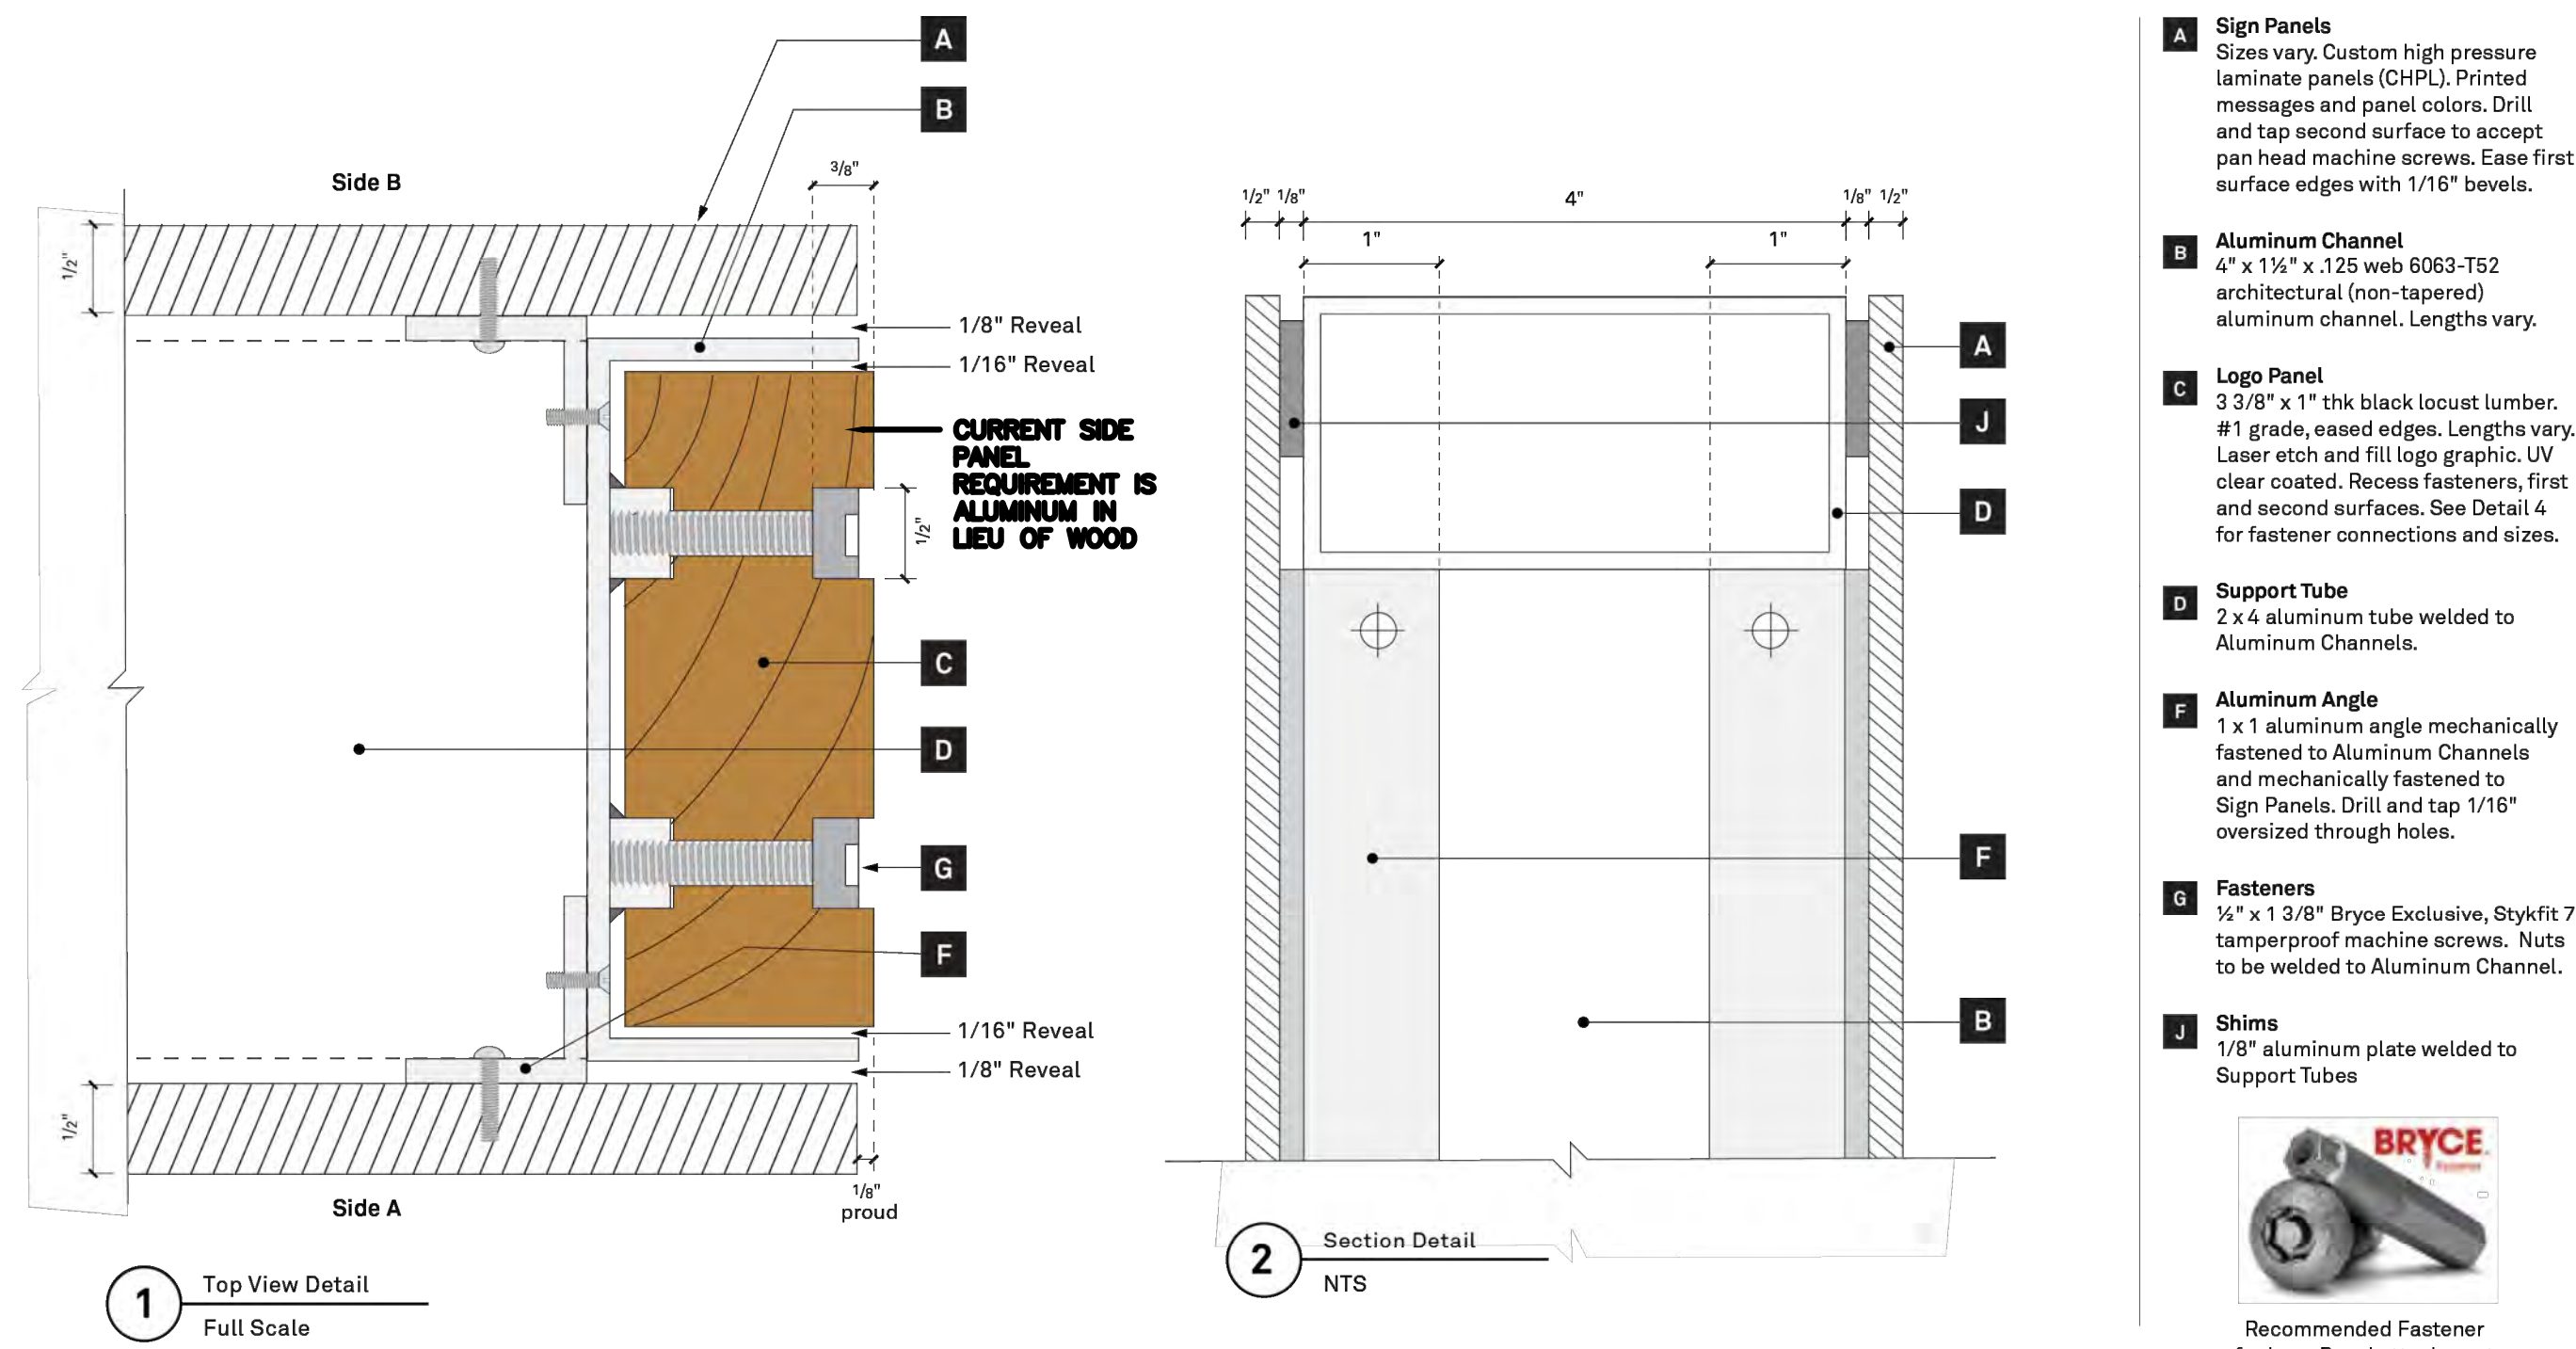 A
B
3/8"
Side B
1/2"
1/8" Reveal
1/16" Reveal
CURRENT SIDE
PANEL
REQUIREMENT IS
ALUMINUM IN
LIEU OF WOOD
1/2"
C
D
G
F
1/16" Reveal
1/8" Reveal
1/2"
Side A
1/8"
proud
1
Top View Detail
Full Scale
1/2" 1/8" 4" 1/8" 1/2"
1" 1"
A
J
D
F
B
2
Section Detail
NTS
A Sign Panels
Sizes vary. Custom high pressure
laminate panels (CHPL). Printed
messages and panel colors. Drill
and tap second surface to accept
pan head machine screws. Ease first
surface edges with 1/16" bevels.
B Aluminum Channel
4" x 1½" x .125 web 6063-T52
architectural (non-tapered)
aluminum channel. Lengths vary.
C Logo Panel
3 3/8" x 1" thk black locust lumber.
#1 grade, eased edges. Lengths vary.
Laser etch and fill logo graphic. UV
clear coated. Recess fasteners, first
and second surfaces. See Detail 4
for fastener connections and sizes.
D Support Tube
2 x 4 aluminum tube welded to
Aluminum Channels.
F Aluminum Angle
1 x 1 aluminum angle mechanically
fastened to Aluminum Channels
and mechanically fastened to
Sign Panels. Drill and tap 1/16"
oversized through holes.
G Fasteners
½" x 1 3/8" Bryce Exclusive, Stykfit 7
tamperproof machine screws. Nuts
to be welded to Aluminum Channel.
J Shims
1/8" aluminum plate welded to
Support Tubes
BRYCE
Fastener
Recommended Fastener